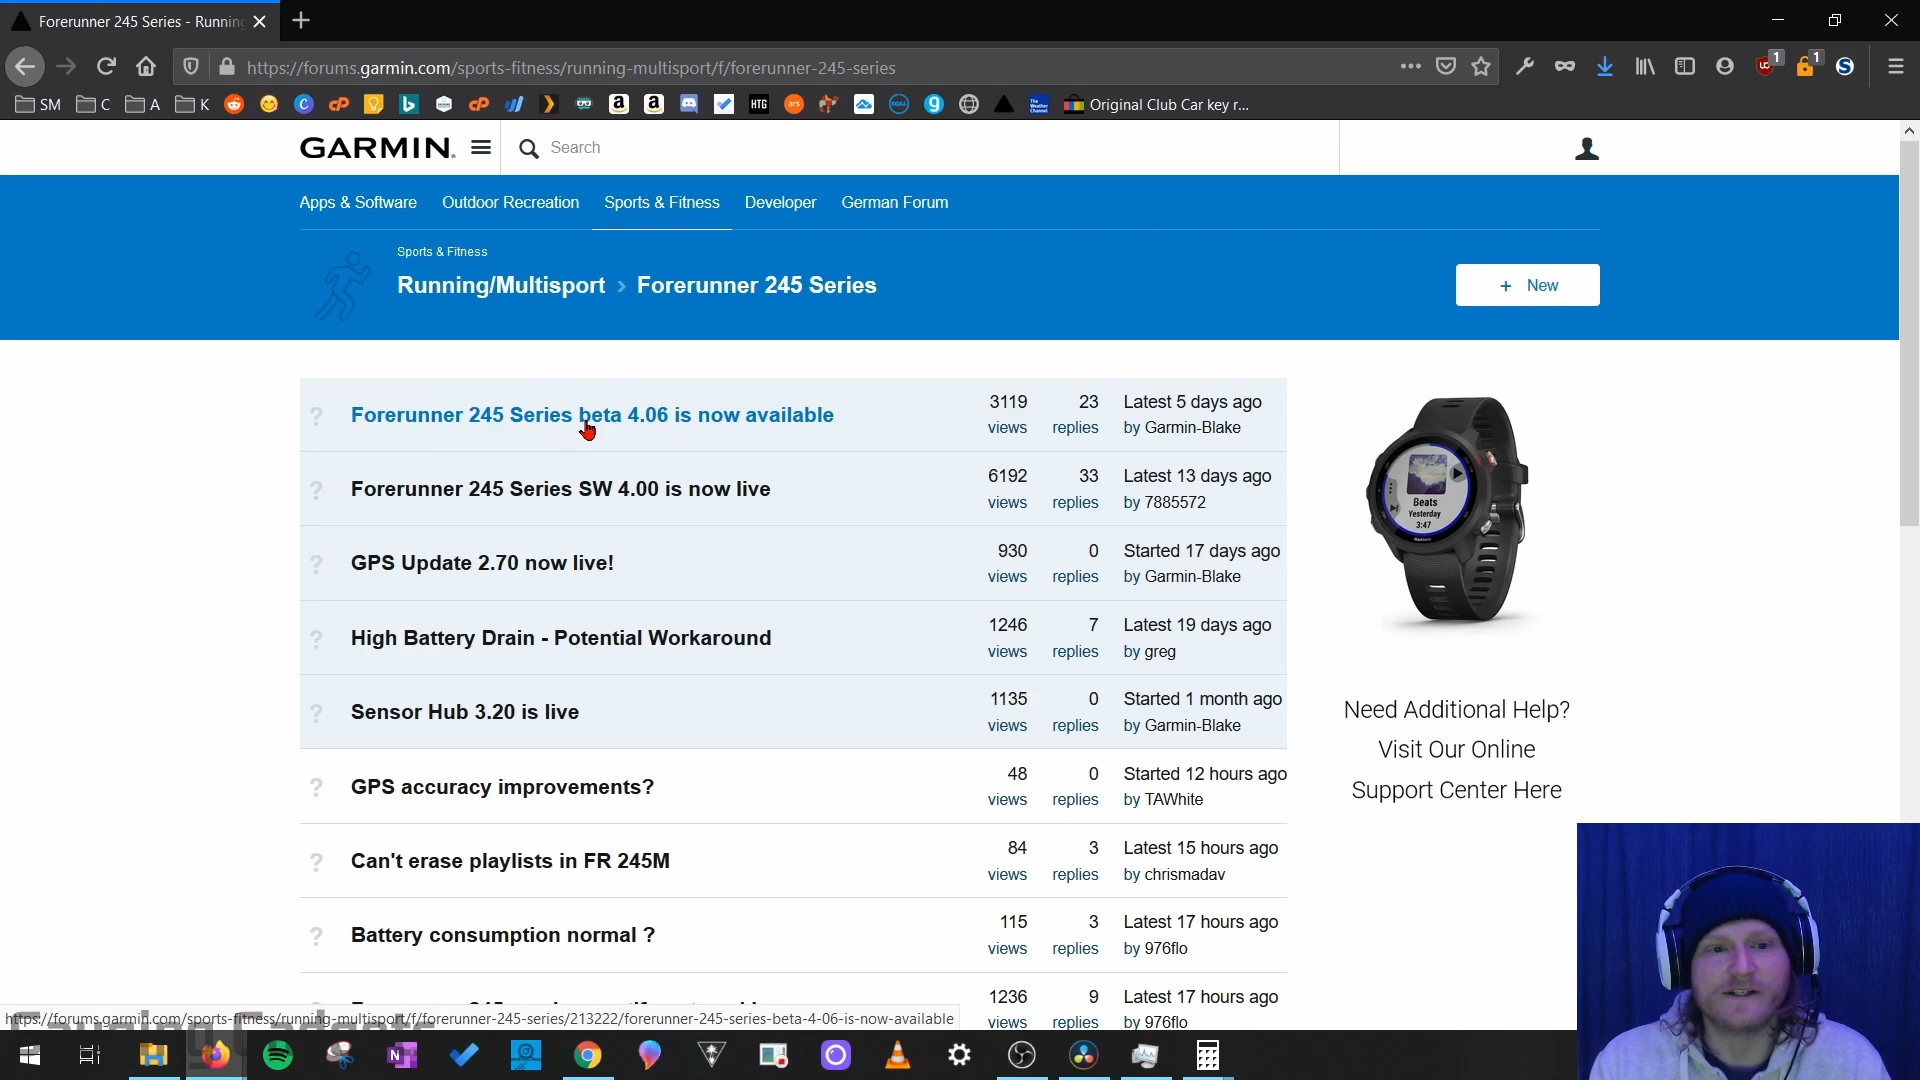 Forerunner 245 Series - Running
https://forums.garmin.com/sports-fitness/running-multisport/f/forerunner-245-series
1
1
SM
C
A
K
HTG
ars
Original Club Car key r...
GARMIN
Search
Apps & Software
Outdoor Recreation
Sports & Fitness
Developer
German Forum
Sports & Fitness
Running/Multisport › Forerunner 245 Series
+ New
? Forerunner 245 Series beta 4.06 is now available
3119 views
23 replies
Latest 5 days ago
by Garmin-Blake
? Forerunner 245 Series SW 4.00 is now live
6192 views
33 replies
Latest 13 days ago
by 7885572
? GPS Update 2.70 now live!
930 views
0 replies
Started 17 days ago
by Garmin-Blake
? High Battery Drain - Potential Workaround
1246 views
7 replies
Latest 19 days ago
by greg
? Sensor Hub 3.20 is live
1135 views
0 replies
Started 1 month ago
by Garmin-Blake
? GPS accuracy improvements?
48 views
0 replies
Started 12 hours ago
by TAWhite
? Can't erase playlists in FR 245M
84 views
3 replies
Latest 15 hours ago
by chrismadav
? Battery consumption normal ?
115 views
3 replies
Latest 17 hours ago
by 976flo
1236 views
9 replies
Latest 17 hours ago
by 976flo
Beats
Yesterday
3:47
Need Additional Help?
Visit Our Online
Support Center Here
https://forums.garmin.com/sports-fitness/running-multisport/f/forerunner-245-series/213222/forerunner-245-series-beta-4-06-is-now-available